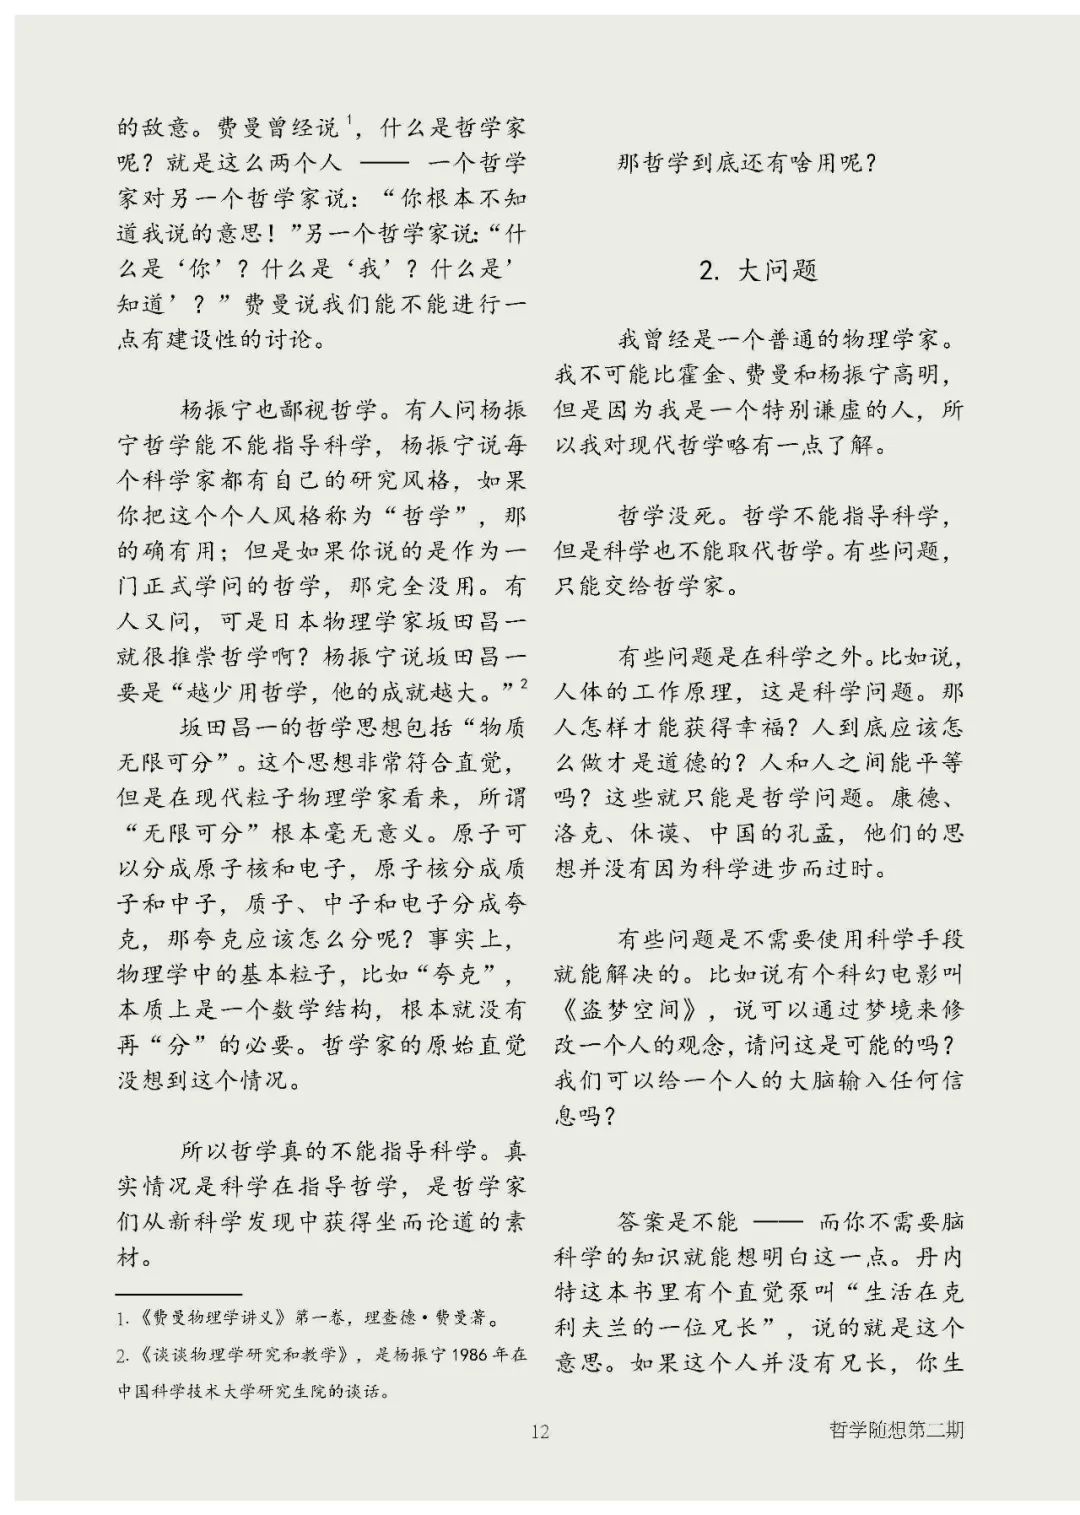 的敌意。费曼曾经说1，什么是哲学家
呢？就是这么两个人 —— 一个哲学
家对另一个哲学家说：“你根本不知
道我说的意思！”另一个哲学家说:“什
么是‘你’？什么是‘我’？什么是’
知道’？”费曼说我们能不能进行一
点有建设性的讨论。
杨振宁也鄙视哲学。有人问杨振
宁哲学能不能指导科学，杨振宁说每
个科学家都有自己的研究风格，如果
你把这个个人风格称为“哲学”，那
的确有用；但是如果你说的是作为一
门正式学问的哲学，那完全没用。有
人又问，可是日本物理学家坂田昌一
就很推崇哲学啊？杨振宁说坂田昌一
要是“越少用哲学，他的成就越大。”2
坂田昌一的哲学思想包括“物质
无限可分”。这个思想非常符合直觉，
但是在现代粒子物理学家看来，所谓
“无限可分”根本毫无意义。原子可
以分成原子核和电子，原子核分成质
子和中子，质子、中子和电子分成夸
克，那夸克应该怎么分呢？事实上，
物理学中的基本粒子，比如“夸克”，
本质上是一个数学结构，根本就没有
再“分”的必要。哲学家的原始直觉
没想到这个情况。
所以哲学真的不能指导科学。真
实情况是科学在指导哲学，是哲学家
们从新科学发现中获得坐而论道的素
材。
1.《费曼物理学讲义》第一卷，理查德·费曼著。
2.《谈谈物理学研究和教学》，是杨振宁1986年在
中国科学技术大学研究生院的谈话。
那哲学到底还有啥用呢？
2. 大问题
我曾经是一个普通的物理学家。
我不可能比霍金、费曼和杨振宁高明，
但是因为我是一个特别谦虚的人，所
以我对现代哲学略有一点了解。
哲学没死。哲学不能指导科学，
但是科学也不能取代哲学。有些问题，
只能交给哲学家。
有些问题是在科学之外。比如说，
人体的工作原理，这是科学问题。那
人怎样才能获得幸福？人到底应该怎
么做才是道德的？人和人之间能平等
吗？这些就只能是哲学问题。康德、
洛克、休谟、中国的孔孟，他们的思
想并没有因为科学进步而过时。
有些问题是不需要使用科学手段
就能解决的。比如说有个科幻电影叫
《盗梦空间》，说可以通过梦境来修
改一个人的观念，请问这是可能的吗？
我们可以给一个人的大脑输入任何信
息吗？
答案是不能 —— 而你不需要脑
科学的知识就能想明白这一点。丹内
特这本书里有个直觉泵叫“生活在克
利夫兰的一位兄长”，说的就是这个
意思。如果这个人并没有兄长，你生
12
哲学随想第二期